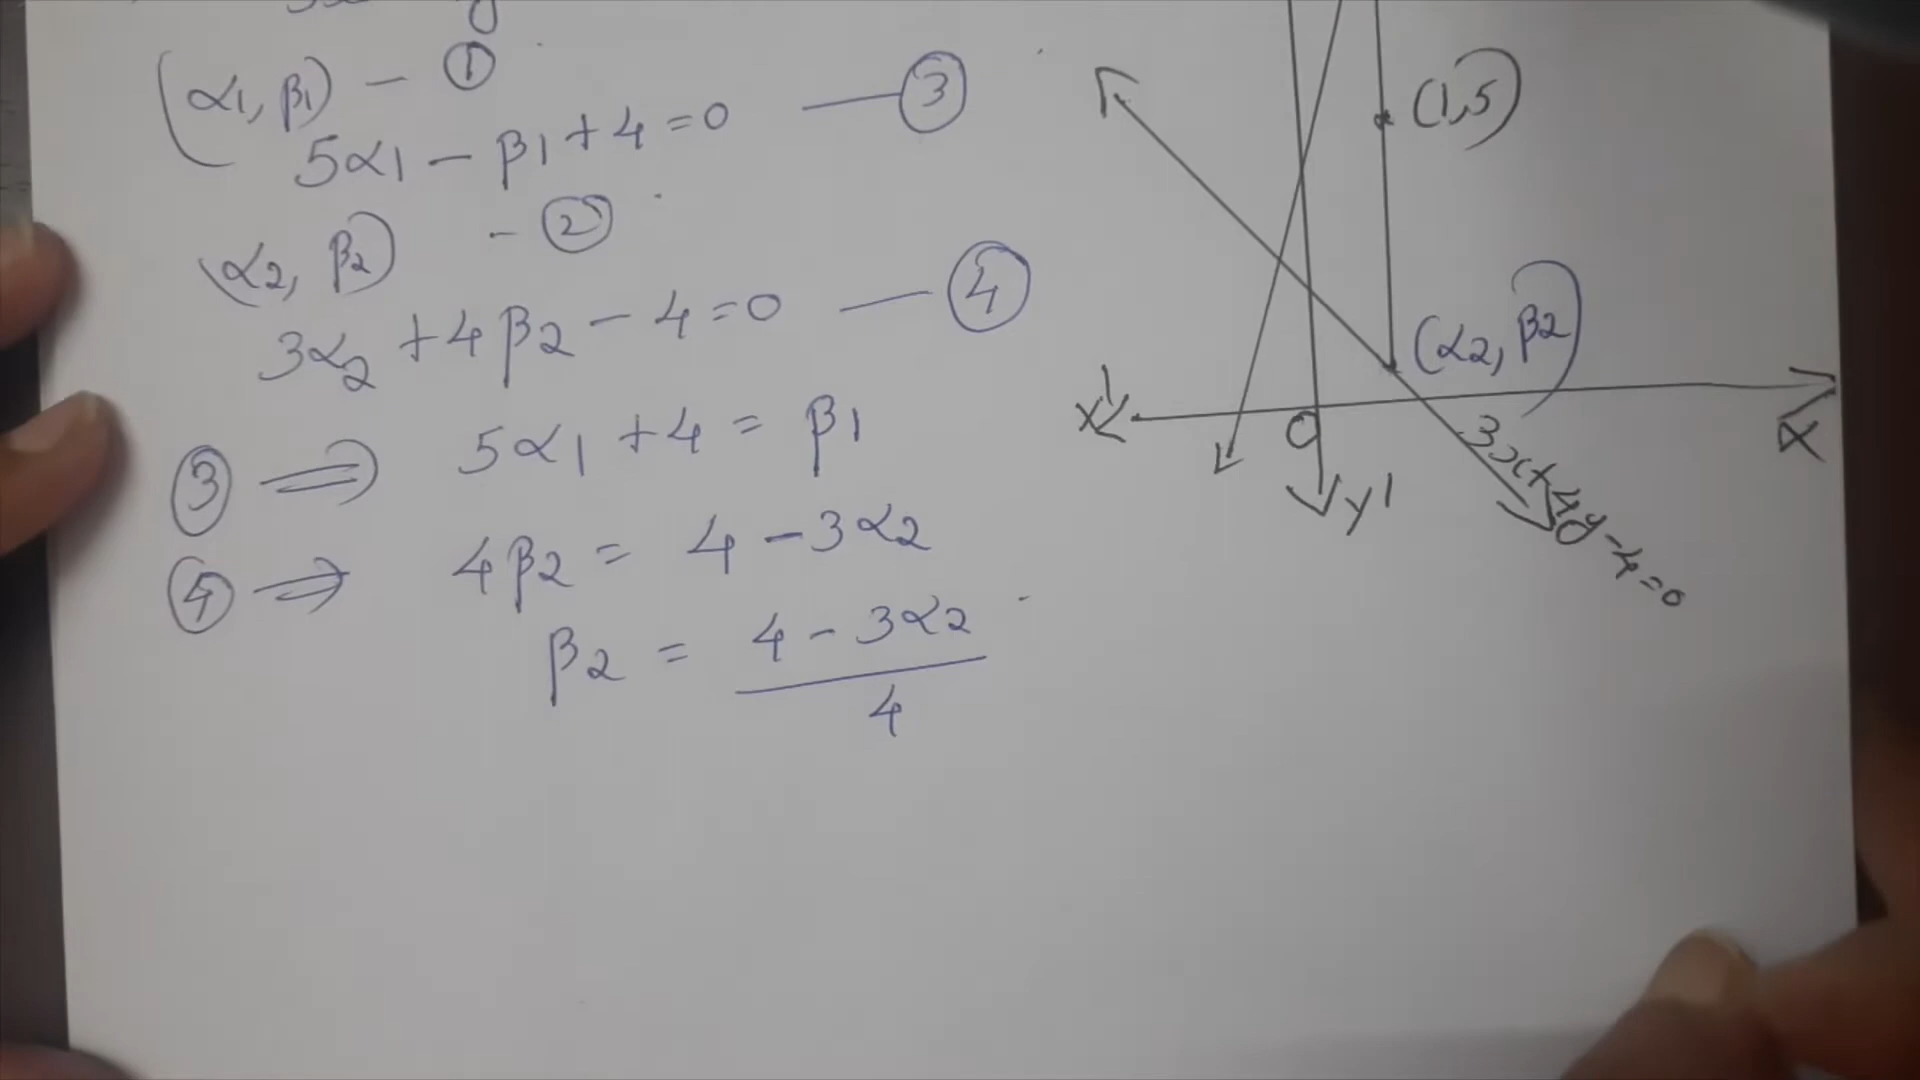 (α1, β1) - ①
5α1 - β1 + 4 = 0 — ③
(α2, β2) - ②
3α2 + 4β2 - 4 = 0 — ④
③ ⇒ 5α1 + 4 = β1
④ ⇒ 4β2 = 4 - 3α2
β2 = 4 - 3α2
4
(1,5)
(α2, β2)
X'
O
X
Y'
3x+4y-4=0